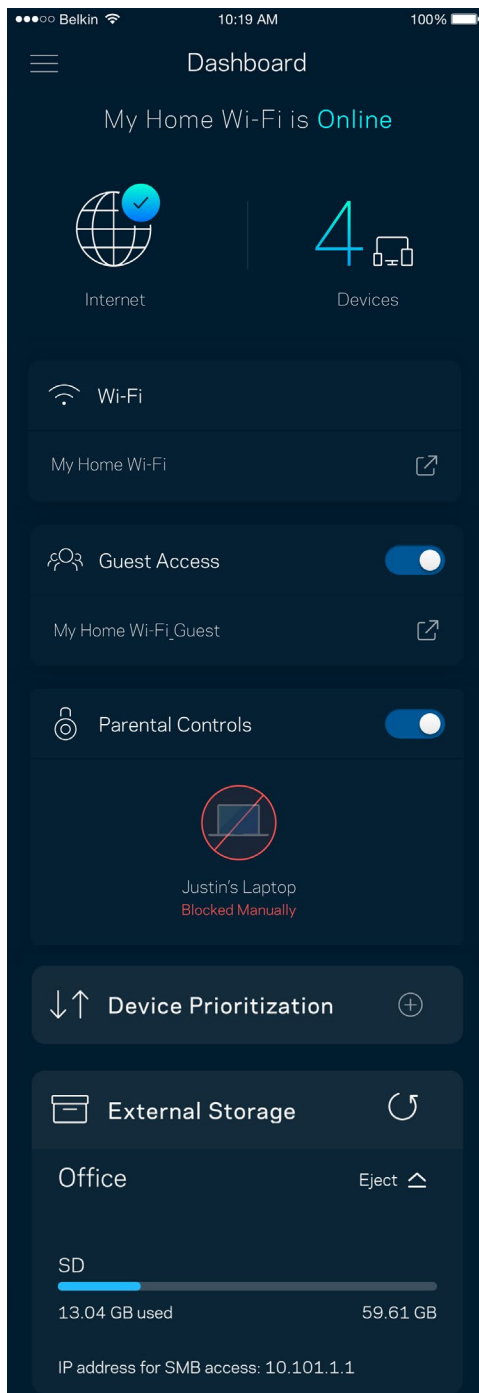 Belkin 10:19 AM 100%
Dashboard
My Home Wi-Fi is Online
4
Internet Devices
Wi-Fi
My Home Wi-Fi
Guest Access
My Home Wi-Fi_Guest
Parental Controls
Justin's Laptop
Blocked Manually
Device Prioritization
External Storage
Office Eject
SD
13.04 GB used 59.61 GB
IP address for SMB access: 10.101.1.1